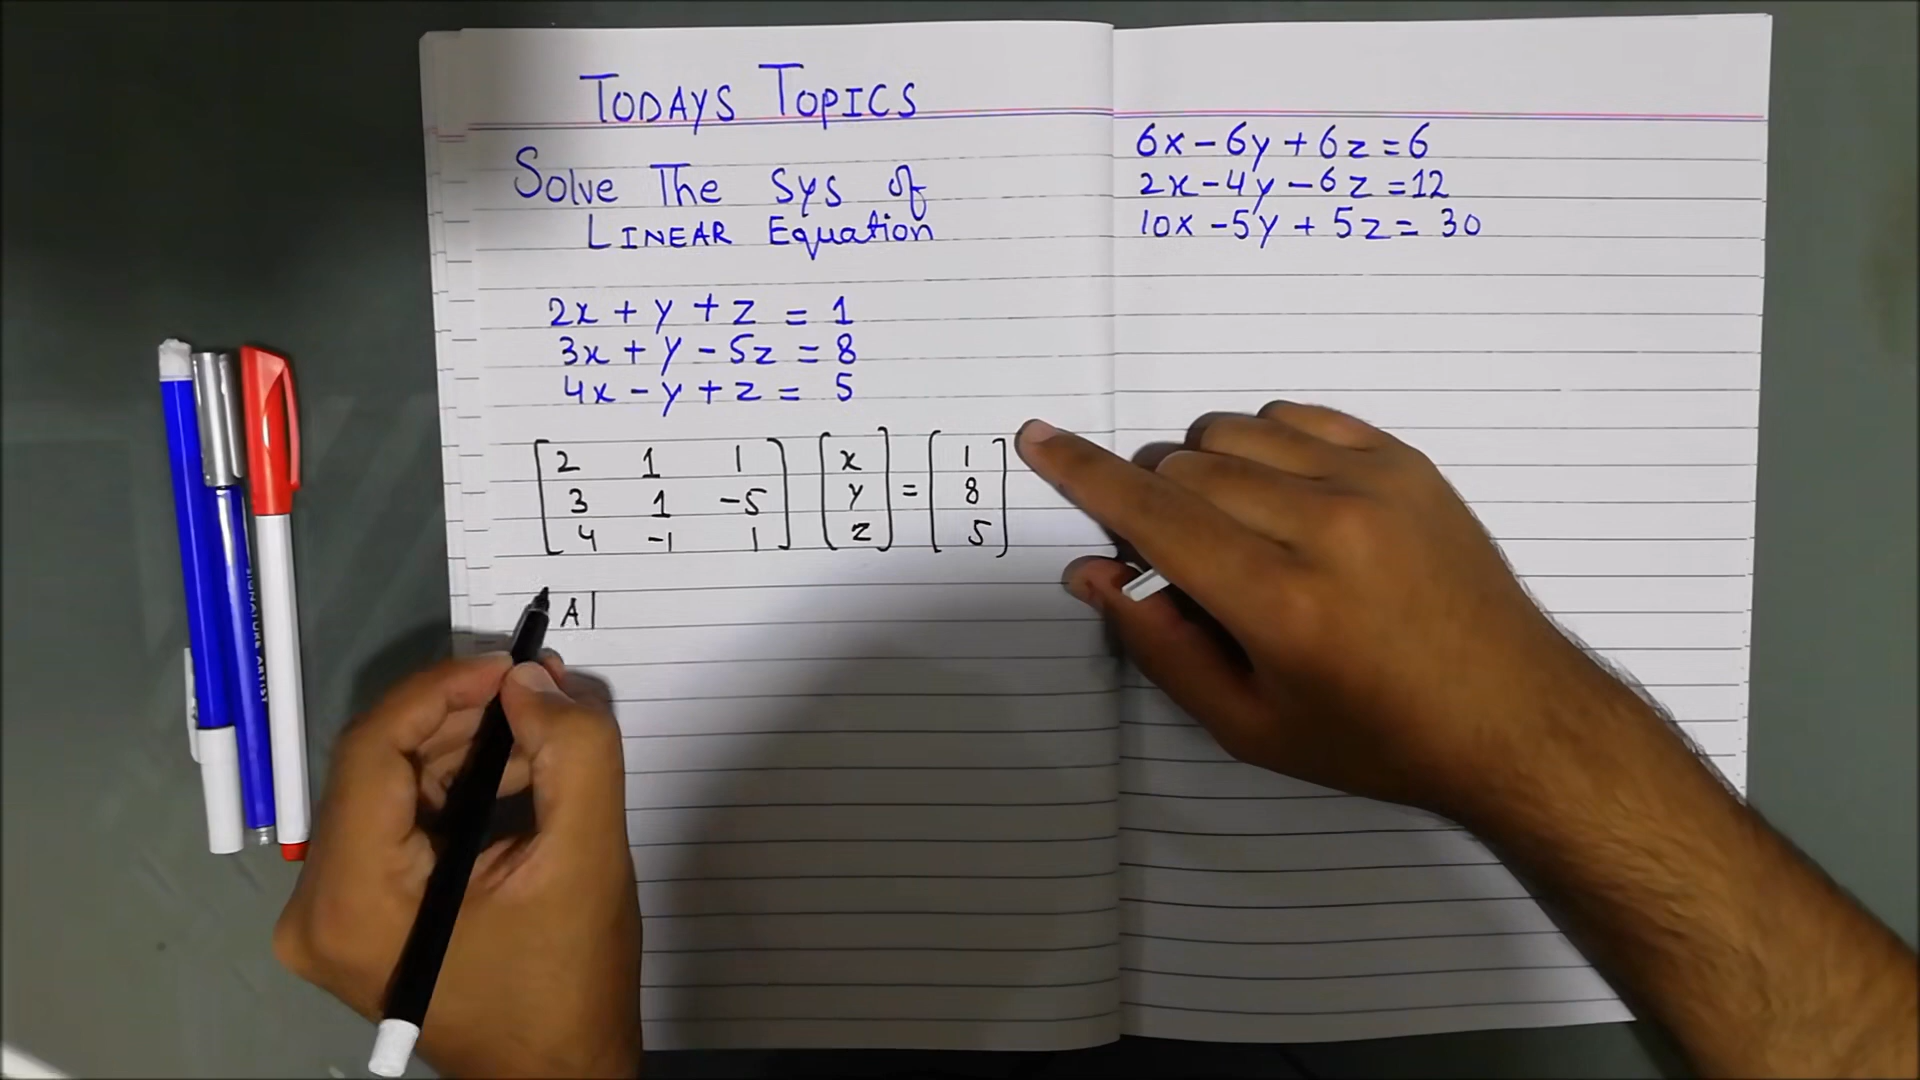 TODAYS TOPICS
Solve The Sys of
LINEAR Equation
2x + y + z = 1
3x + y - 5z = 8
4x - y + z = 5
[2 1 1] [x] = [1]
[3 1 -5] [y] [8]
[4 -1 1] [z] [5]
|A|
6x - 6y + 6z = 6
2x - 4y - 6z = 12
10x - 5y + 5z = 30
SIGNATURE ARTIST